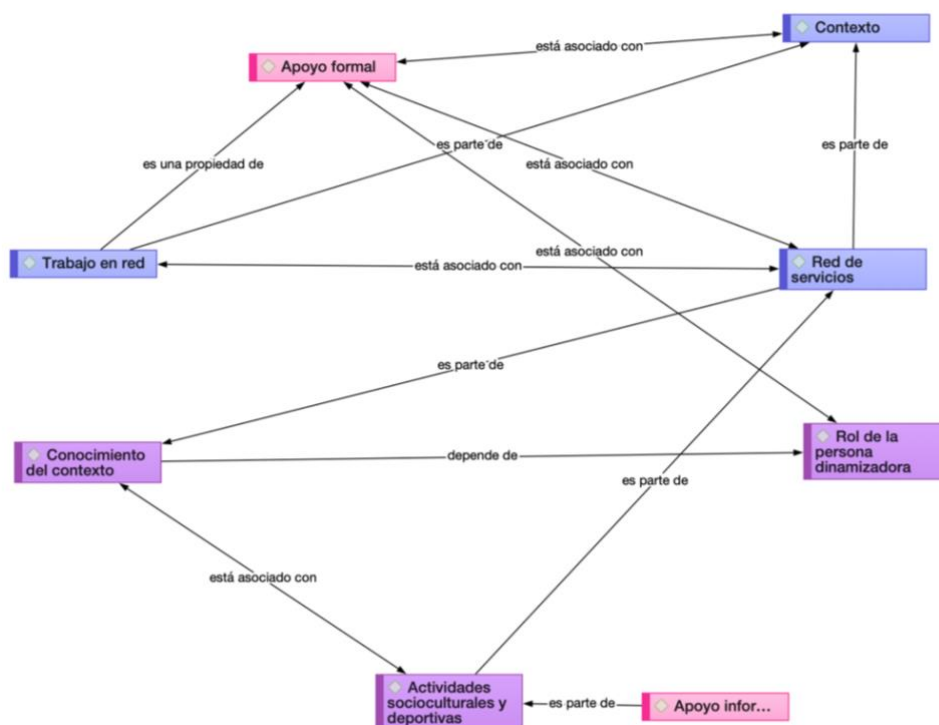 Contexto
está asociado con
Apoyo formal
es parte de
es parte de
es una propiedad de
está asociado con
está asociado con
Trabajo en red
está asociado con
Red de
servicios
es parte de
Rol de la
persona
dinamizadora
Conocimiento
del contexto
depende de
es parte de
está asociado con
Actividades
socioculturales y
deportivas
es parte de
Apoyo infor...